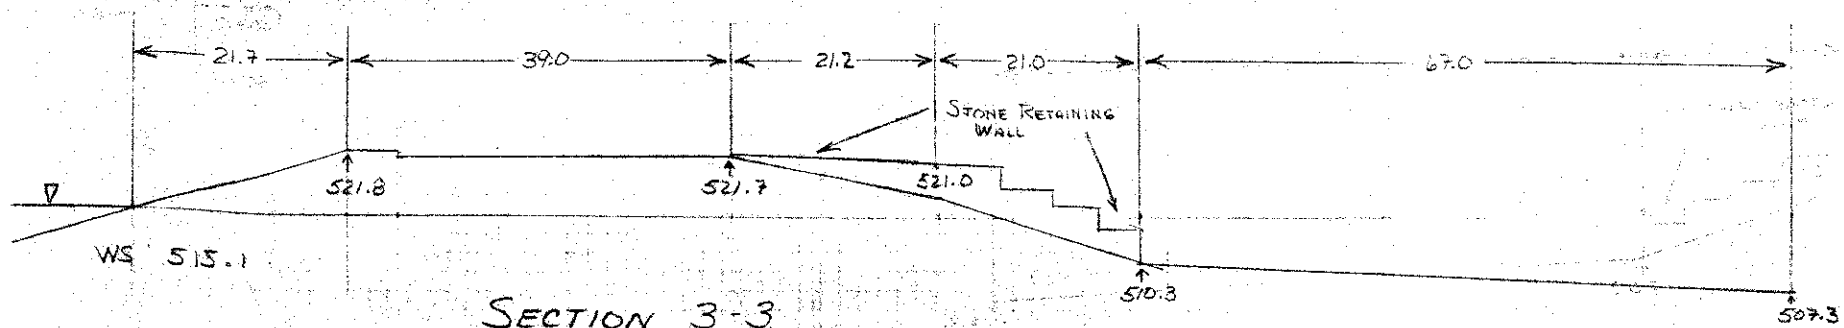 21.7 39.0 21.2 21.0 67.0
STONE RETAINING
WALL
521.8 521.7 521.0
WS 515.1
510.3
507.3
SECTION 3-3